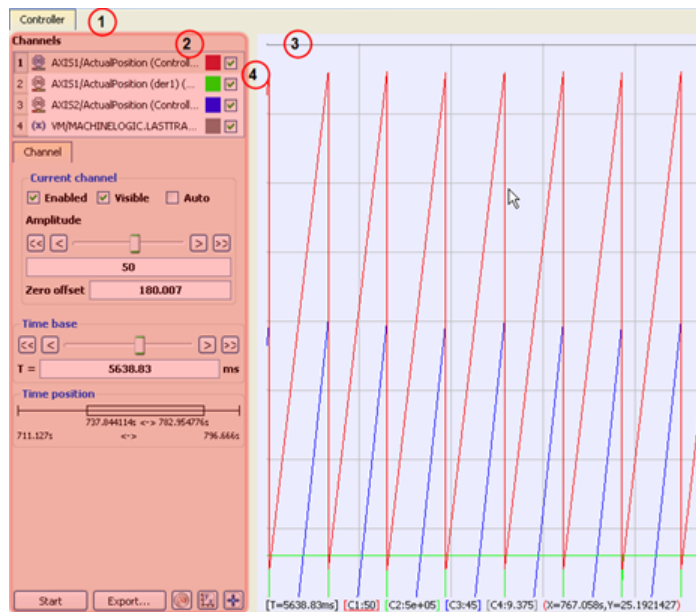 Controller
1
Channels
2
3
1 AXIS1/ActualPosition (Controll...
4
2 AXIS1/ActualPosition (der1) (...
3 AXIS2/ActualPosition (Controll...
4 (x) VM/MACHINELOGIC.LASTTRA...
Channel
Current channel
Enabled Visible Auto
Amplitude
<< < > >>
50
Zero offset 180.007
Time base
<< < > >>
T = 5638.83 ms
Time position
737.844114s <-> 782.954776s
711.127s <-> 796.666s
Start Export...
[T=5638.83ms] [C1:50] [C2:5e+05] [C3:45] [C4:9.375] (X=767.058s,Y=25.1921427)